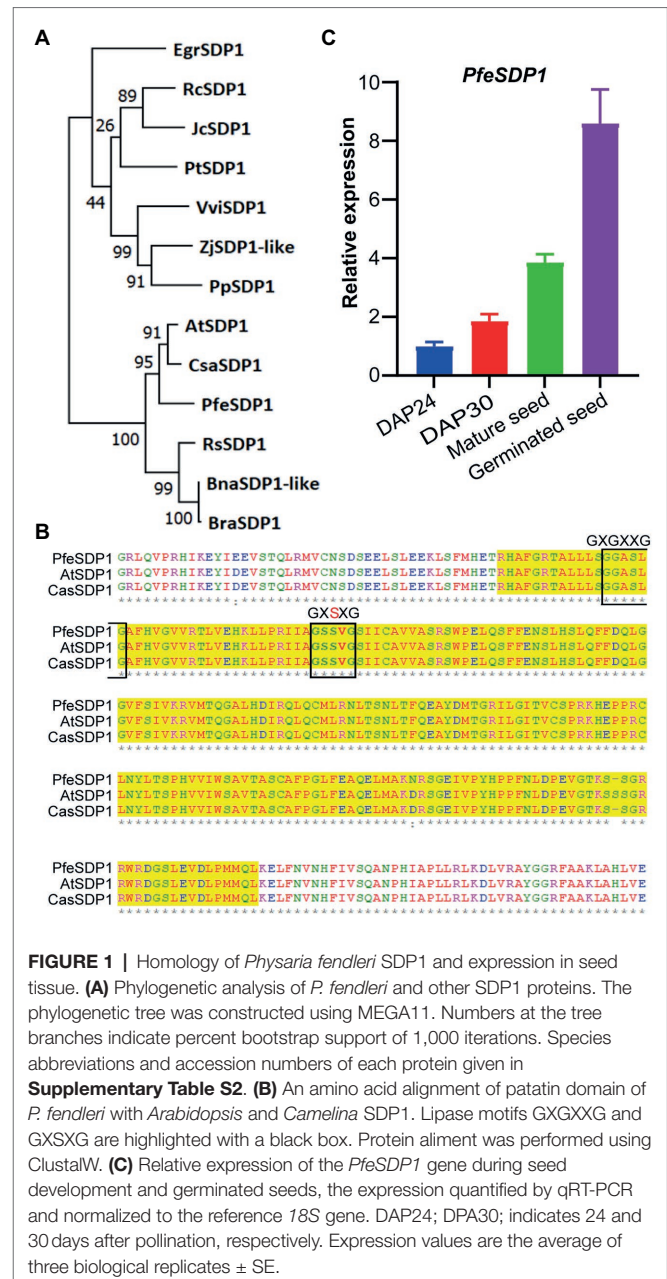 A
EgrSDP1
RcSDP1
89
JcSDP1
26
PtSDP1
44
VviSDP1
99
ZjSDP1-like
91
PpSDP1
AtSDP1
91
CsaSDP1
95
PfeSDP1
100
RsSDP1
99
BnaSDP1-like
100
BraSDP1
C
PfeSDP1
Relative expression
10
8
6
4
2
0
DAP24
DAP30
Mature seed
Germinated seed
B
GXGXXG
PfeSDP1 GRLQVPRHIKEYIEEVSTQLRMVCNSDSEELSLEEKLSFMHETRHAFGRTALLLSGGASL
AtSDP1 GRLQVPRHIKEYIDEVSTQLRMVCNSDSEELSLEEKLSFMHETRHAFGRTALLLSGGASL
CasSDP1 GRLQVPRHIKEYIDEVSTQLRMVCNSDSEELSLEEKLSFMHETRHAFGRTALLLSGGASL
GXSXG
PfeSDP1 GAFHVGVVRTLVEHKLLPRIIAGSSVGSIICAVVASRSWPELQSFFENSLHSLQFFDQLG
AtSDP1 GAFHVGVVRTLVEHKLLPRIIAGSSVGSIICAVVASRSWPELQSFFENSLHSLQFFDQLG
CasSDP1 GAFHVGVVRTLVEHKLLPRIIAGSSVGSIICAVVASRSWPELQSFFENSLHSLQFFDQLG
PfeSDP1 GVFSIVKRVMTQGALHDIRQLQCMLRNLTSNLTFQEAYDMTGRILGITVCSPRKHEPPRC
AtSDP1 GVFSIVKRVMTQGALHDIRQLQCMLRNLTSNLTFQEAYDMTGRILGITVCSPRKHEPPRC
CasSDP1 GVFSIVKRVMTQGALHDIRQLQCMLRNLTSNLTFQEAYDMTGRILGITVCSPRKHEPPRC
PfeSDP1 LNYLTSPHVVIWSAVTASCAFPGLFEAQELMAKNRSGEIVPYHPPFNLDPEVGTKS-SGR
AtSDP1 LNYLTSPHVVIWSAVTASCAFPGLFEAQELMAKDRSGEIVPYHPPFNLDPEVGTKSSSGR
CasSDP1 LNYLTSPHVVIWSAVTASCAFPGLFEAQELMAKDRSGEIVPYHPPFNLDPEVGTKS-SGR
PfeSDP1 RWRDGSLEVDLPMMQLKELFNVNHFIVSQANPHIAPLLRLKDLVRAYGGRFAAKLAHLVE
AtSDP1 RWRDGSLEVDLPMMQLKELFNVNHFIVSQANPHIAPLLRLKDLVRAYGGRFAAKLAHLVE
CasSDP1 RWRDGSLEVDLPMMQLKELFNVNHFIVSQANPHIAPLLRLKDLVRAYGGRFAAKLAHLVE
FIGURE 1 | Homology of Physaria fendleri SDP1 and expression in seed
tissue. (A) Phylogenetic analysis of P. fendleri and other SDP1 proteins. The
phylogenetic tree was constructed using MEGA11. Numbers at the tree
branches indicate percent bootstrap support of 1,000 iterations. Species
abbreviations and accession numbers of each protein given in
Supplementary Table S2. (B) An amino acid alignment of patatin domain of
P. fendleri with Arabidopsis and Camelina SDP1. Lipase motifs GXGXXG and
GXSXG are highlighted with a black box. Protein aliment was performed using
ClustalW. (C) Relative expression of the PfeSDP1 gene during seed
development and germinated seeds, the expression quantified by qRT-PCR
and normalized to the reference 18S gene. DAP24; DPA30; indicates 24 and
30 days after pollination, respectively. Expression values are the average of
three biological replicates ± SE.